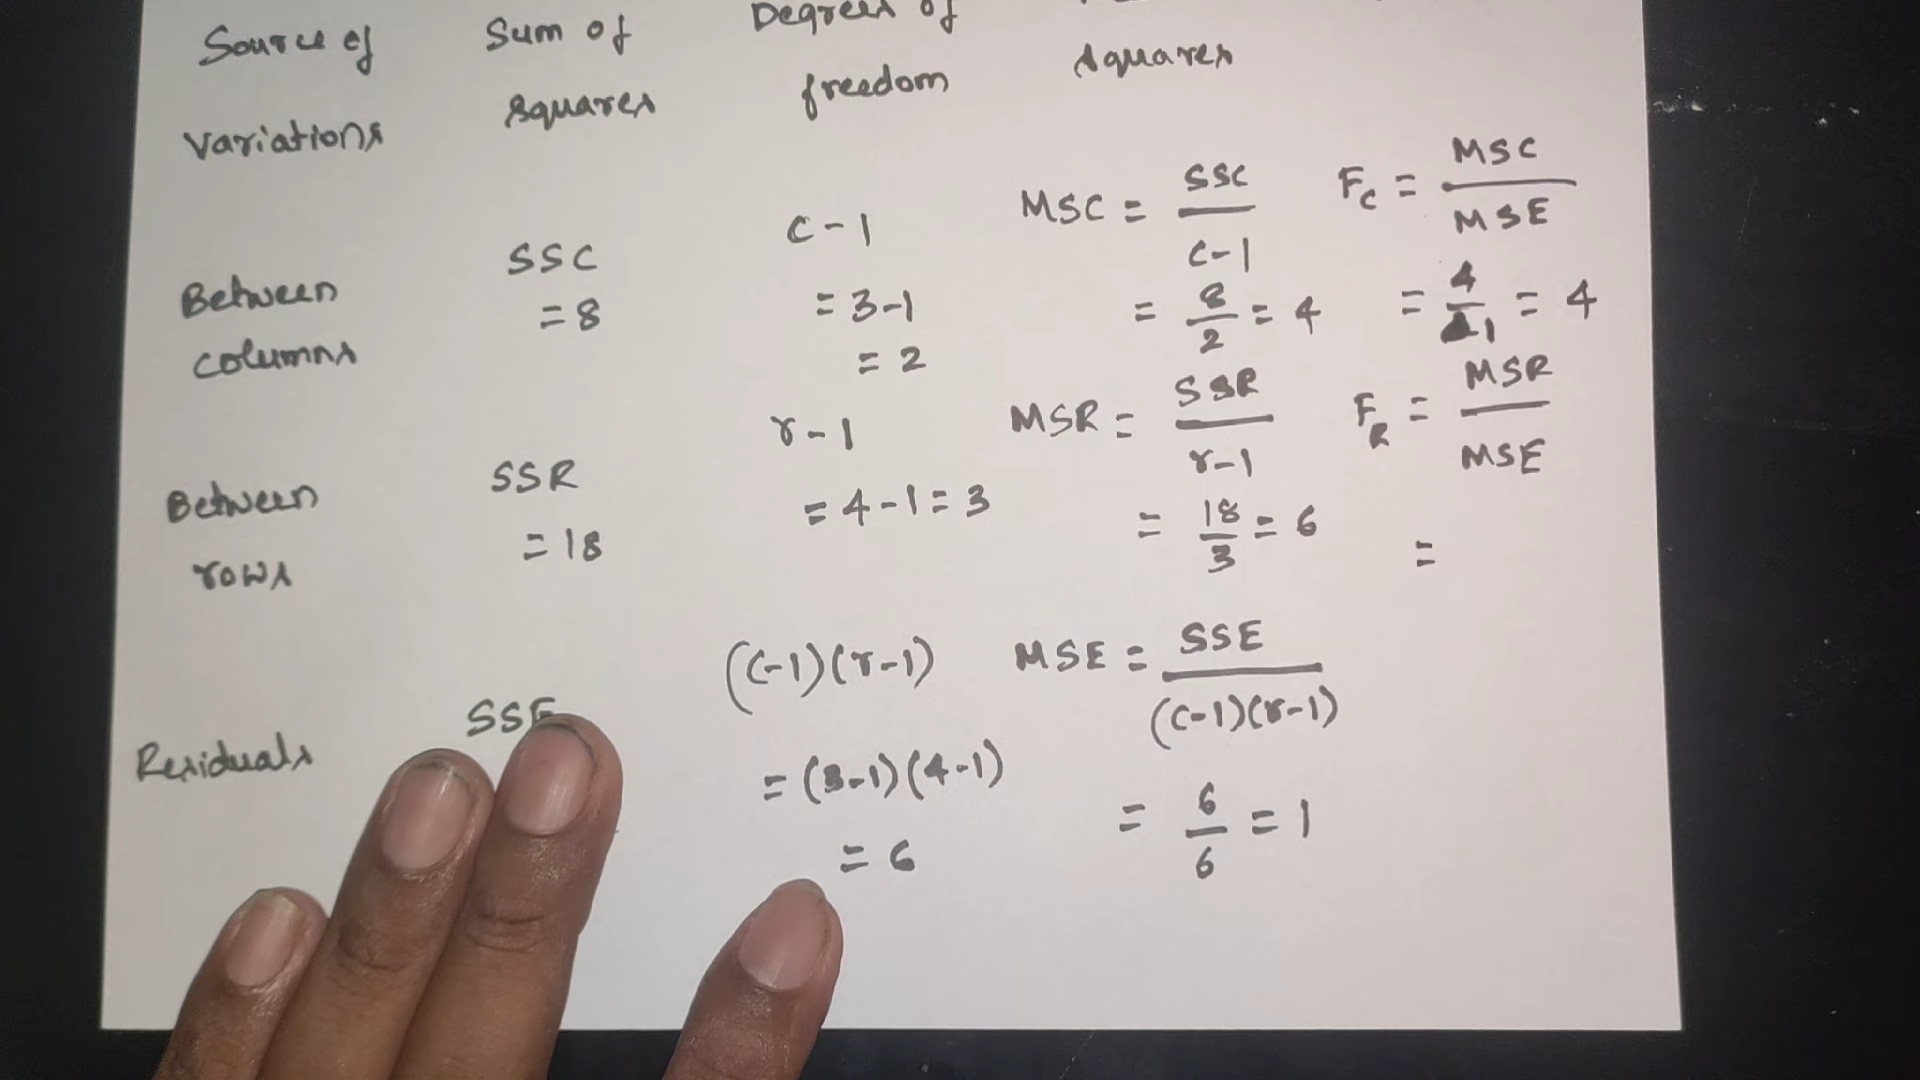 Source of
Variations
Sum of
squares
Degrees of
freedom
squares
Between
columns
SSC
= 8
c - 1
= 3-1
= 2
MSC = SSC / c-1
= 8/2 = 4
F_C = MSC / MSE
= 4/1 = 4
Between
rows
SSR
= 18
r - 1
= 4-1 = 3
MSR = SSR / r-1
= 18/3 = 6
F_R = MSR / MSE
=
Residuals
SSE
(c-1)(r-1)
= (3-1)(4-1)
= 6
MSE = SSE / (c-1)(r-1)
= 6/6 = 1